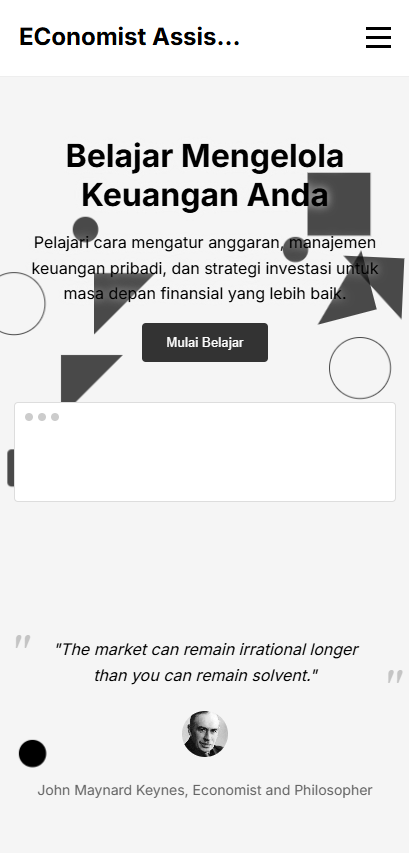 EConomist Assis...
Belajar Mengelola
Keuangan Anda
Pelajari cara mengatur anggaran, manajemen
keuangan pribadi, dan strategi investasi untuk
masa depan finansial yang lebih baik.
Mulai Belajar
"The market can remain irrational longer
than you can remain solvent."
John Maynard Keynes, Economist and Philosopher